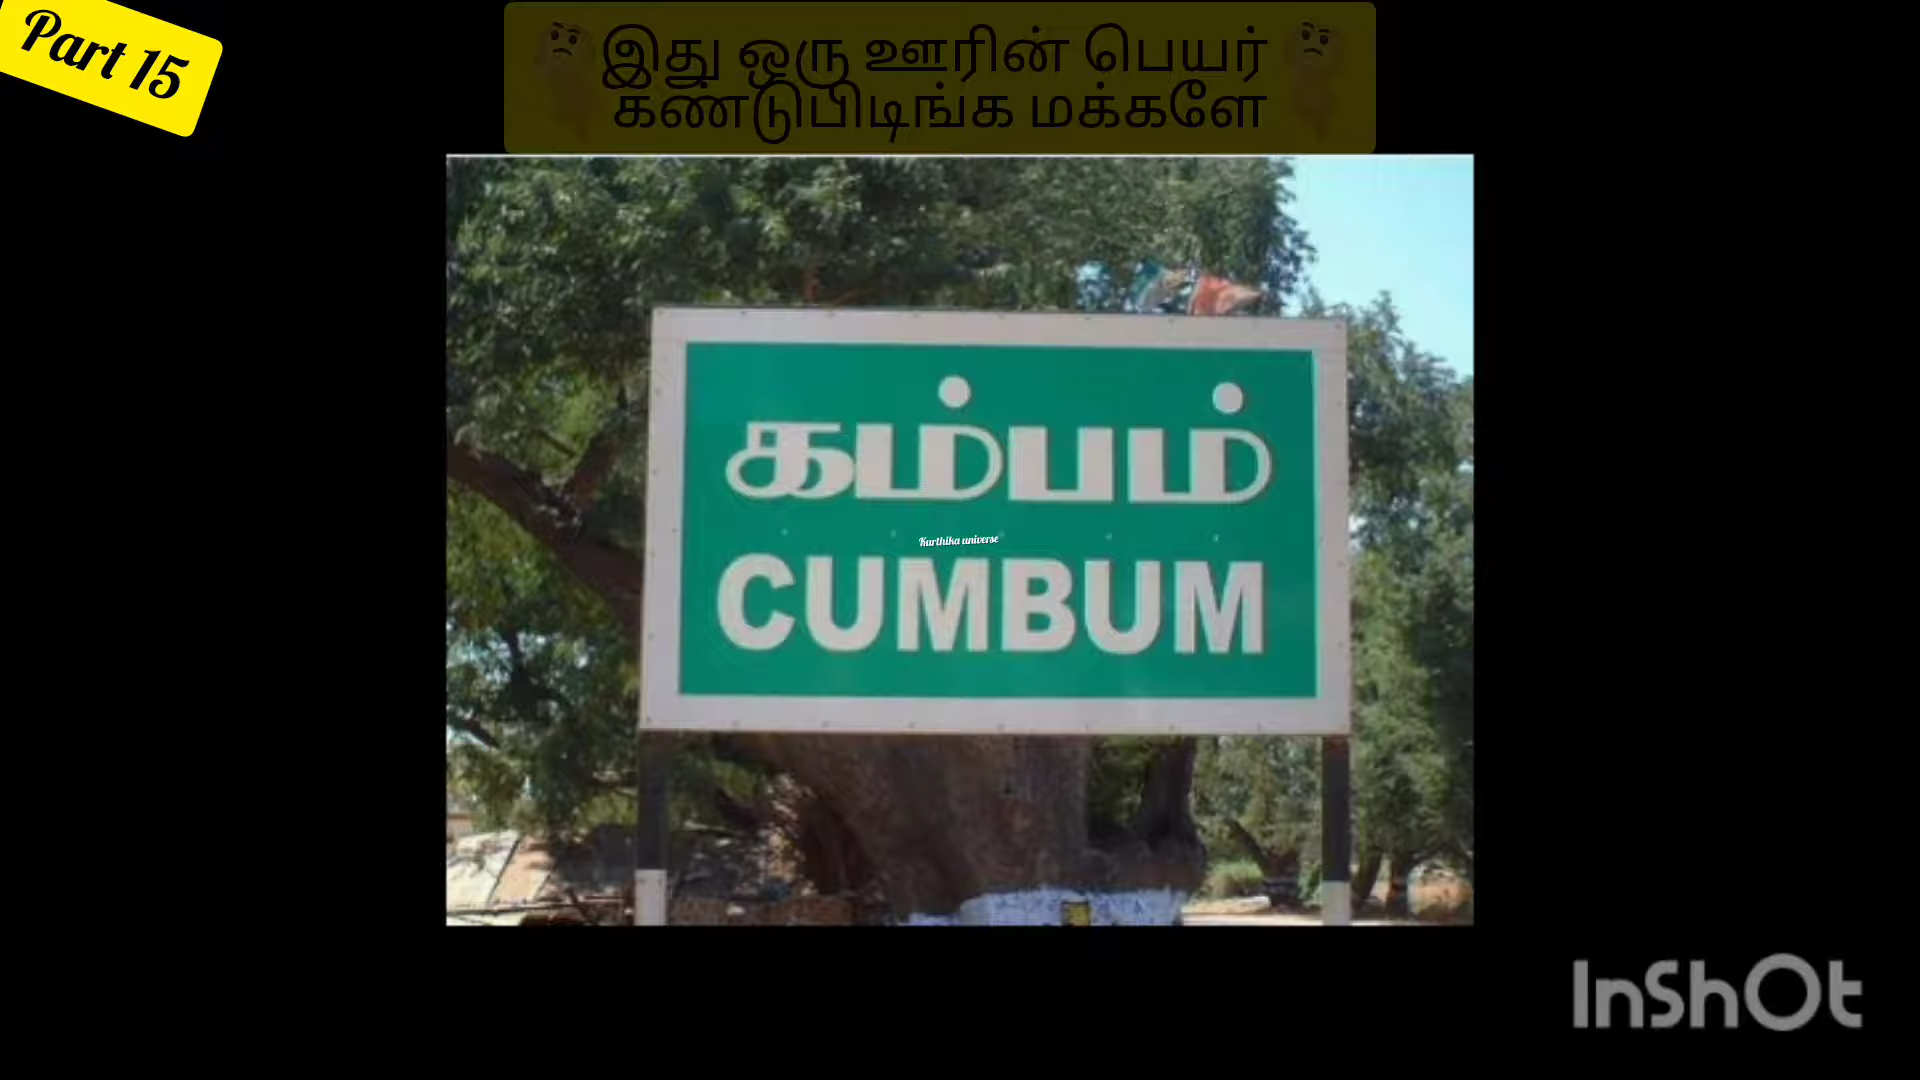 Part 15
இது ஒரு ஊரின் பெயர்
கண்டுபிடிங்க மக்களே
கம்பம்
Kurthika universe
CUMBUM
InShOt